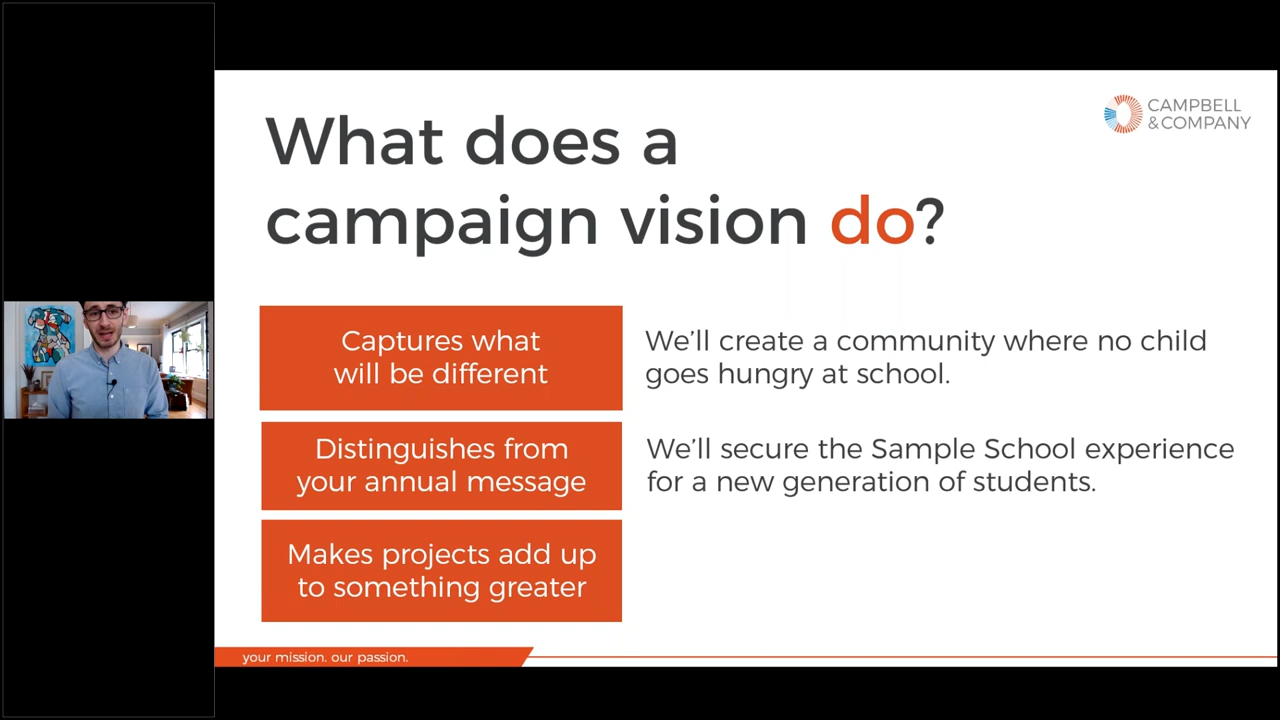 CAMPBELL
&COMPANY
What does a
campaign vision do?
Captures what
will be different
We’ll create a community where no child
goes hungry at school.
Distinguishes from
your annual message
We’ll secure the Sample School experience
for a new generation of students.
Makes projects add up
to something greater
your mission. our passion.